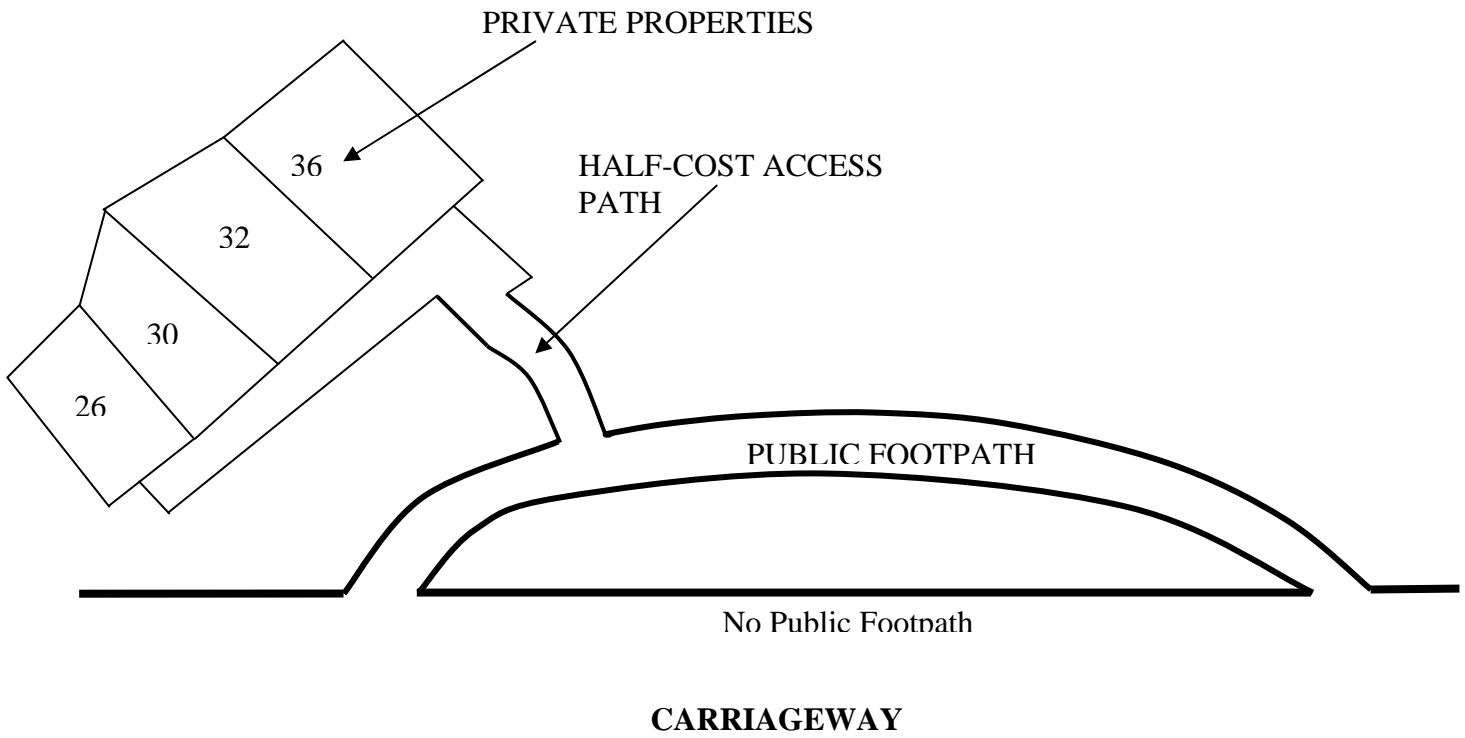 PRIVATE PROPERTIES
36
HALF-COST ACCESS
PATH
32
30
26
PUBLIC FOOTPATH
No Public Footpath
CARRIAGEWAY